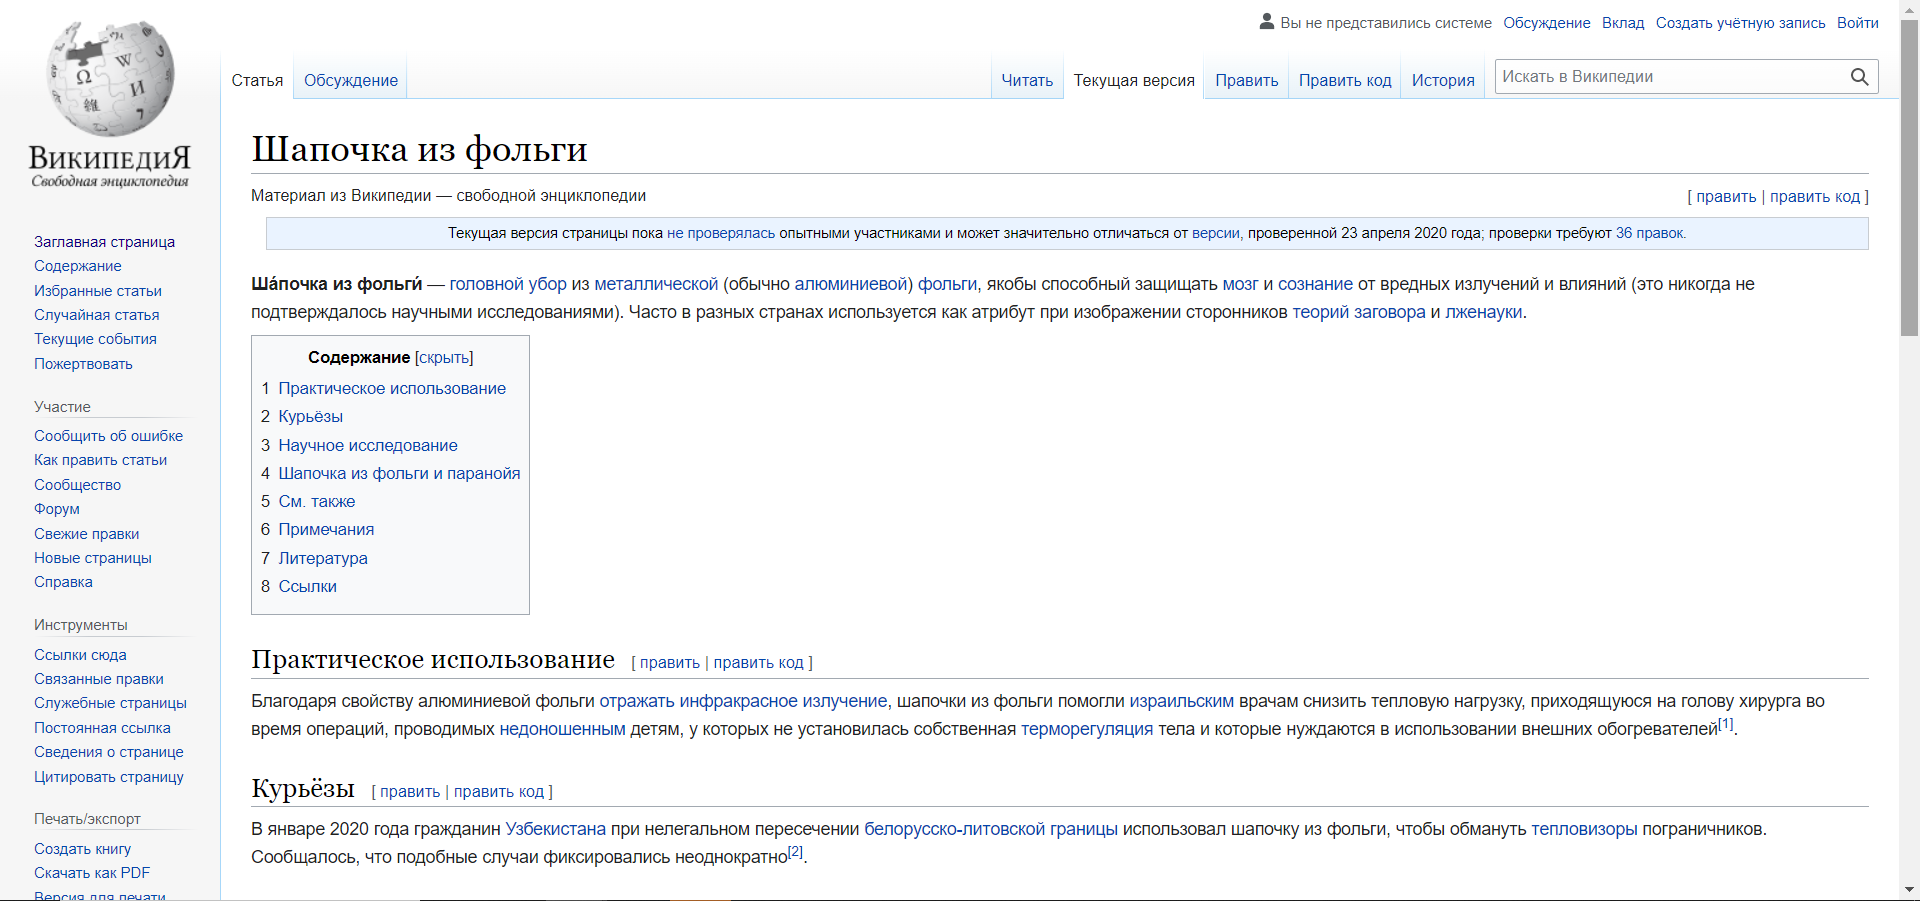 Вы не представились системе Обсуждение Вклад Создать учётную запись Войти
Статья Обсуждение Читать Текущая версия Править Править код История Искать в Википедии
ВикипедиЯ
Свободная энциклопедия
Заглавная страница
Содержание
Избранные статьи
Случайная статья
Текущие события
Пожертвовать
Участие
Сообщить об ошибке
Как править статьи
Сообщество
Форум
Свежие правки
Новые страницы
Справка
Инструменты
Ссылки сюда
Связанные правки
Служебные страницы
Постоянная ссылка
Сведения о странице
Цитировать страницу
Печать/экспорт
Создать книгу
Скачать как PDF
Версия для печати
Шапочка из фольги
Материал из Википедии — свободной энциклопедии [ править | править код ]
Текущая версия страницы пока не проверялась опытными участниками и может значительно отличаться от версии, проверенной 23 апреля 2020 года; проверки требуют 36 правок.
Ша́почка из фольги́ — головной убор из металлической (обычно алюминиевой) фольги, якобы способный защищать мозг и сознание от вредных излучений и влияний (это никогда не
подтверждалось научными исследованиями). Часто в разных странах используется как атрибут при изображении сторонников теорий заговора и лженауки.
Содержание [скрыть]
1 Практическое использование
2 Курьёзы
3 Научное исследование
4 Шапочка из фольги и паранойя
5 См. также
6 Примечания
7 Литература
8 Ссылки
Практическое использование [ править | править код ]
Благодаря свойству алюминиевой фольги отражать инфракрасное излучение, шапочки из фольги помогли израильским врачам снизить тепловую нагрузку, приходящуюся на голову хирурга во
время операций, проводимых недоношенным детям, у которых не установилась собственная терморегуляция тела и которые нуждаются в использовании внешних обогревателей[1].
Курьёзы [ править | править код ]
В январе 2020 года гражданин Узбекистана при нелегальном пересечении белорусско-литовской границы использовал шапочку из фольги, чтобы обмануть тепловизоры пограничников.
Сообщалось, что подобные случаи фиксировались неоднократно[2].